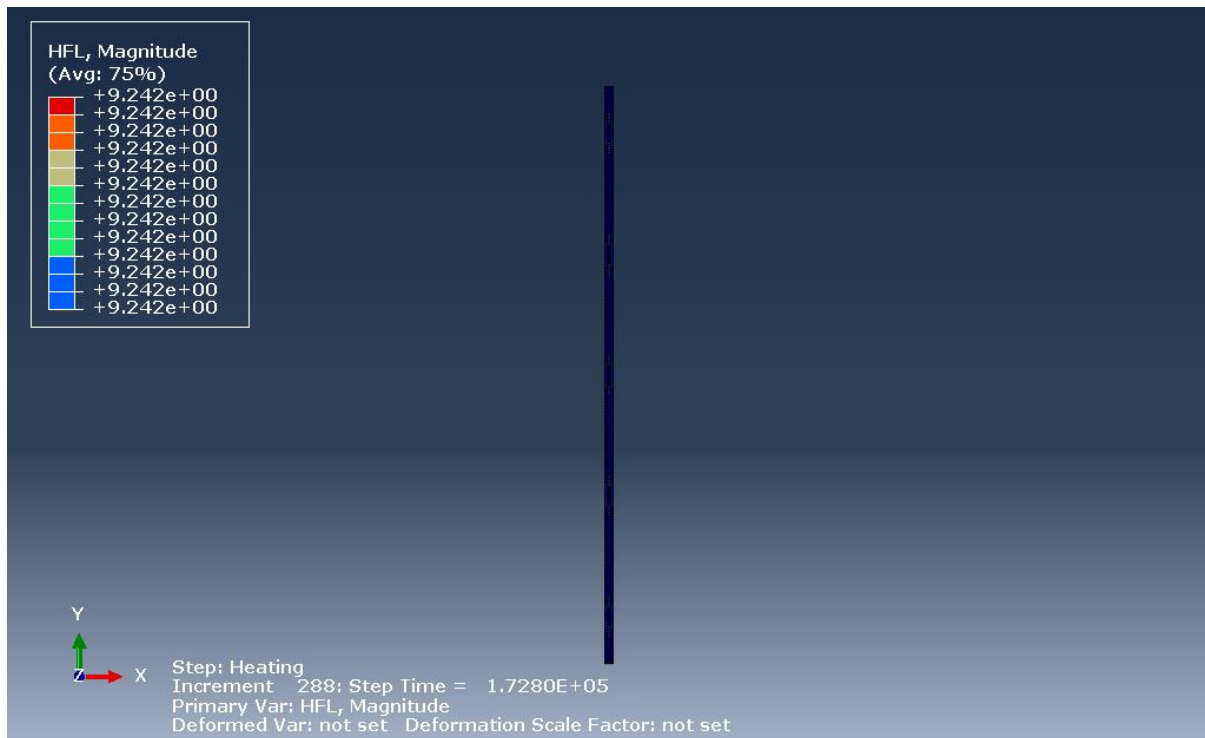 HFL, Magnitude
(Avg: 75%)
+9.242e+00
+9.242e+00
+9.242e+00
+9.242e+00
+9.242e+00
+9.242e+00
+9.242e+00
+9.242e+00
+9.242e+00
+9.242e+00
+9.242e+00
+9.242e+00
+9.242e+00
Y
Z
X
Step: Heating
Increment 288: Step Time = 1.7280E+05
Primary Var: HFL, Magnitude
Deformed Var: not set Deformation Scale Factor: not set